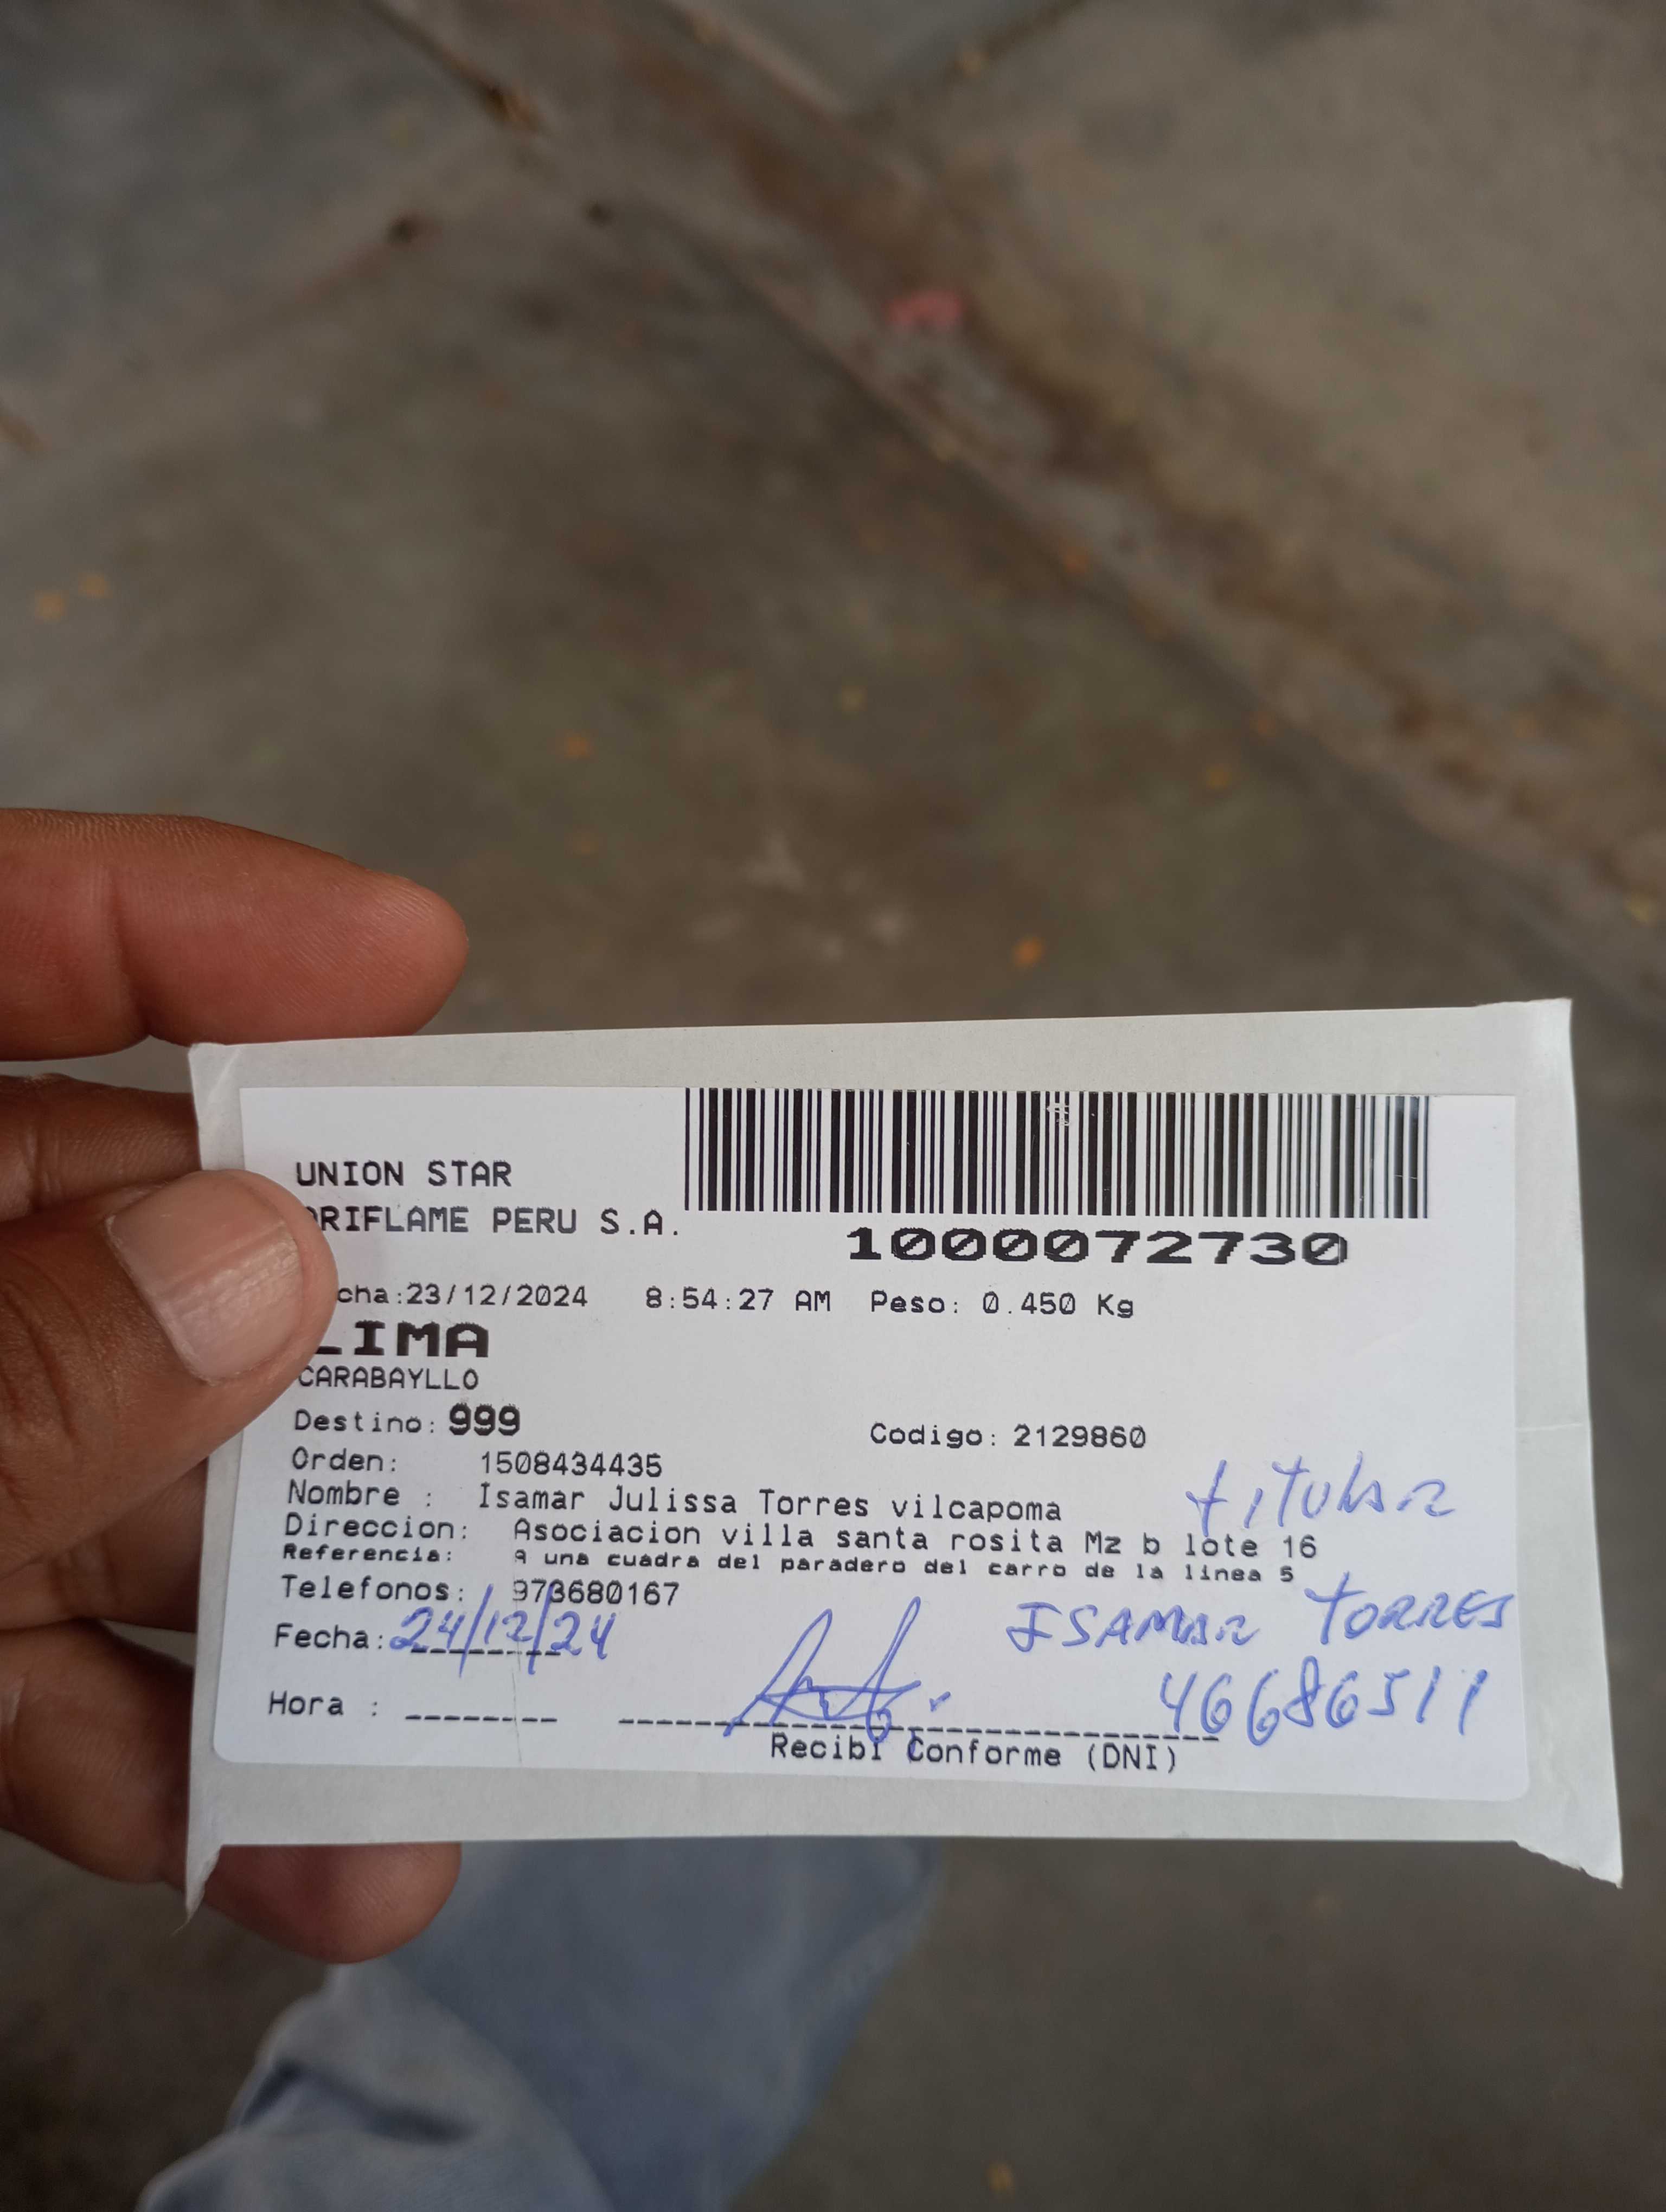 UNION STAR
ORIFLAME PERU S.A.
1000072730
cha:23/12/2024 8:54:27 AM Peso: 0.450 Kg
LIMA
CARABAYLLO
Destino: 999 Codigo: 2129860
Orden: 1508434435
Nombre : Isamar Julissa Torres vilcapoma titular
Direccion: Asociacion villa santa rosita Mz b lote 16
Referencia: a una cuadra del paradero del carro de la linea 5
Telefonos: 973680167
ISAMAR TORRES
Fecha: 24/12/24
46686511
Hora :
Recibi Conforme (DNI)